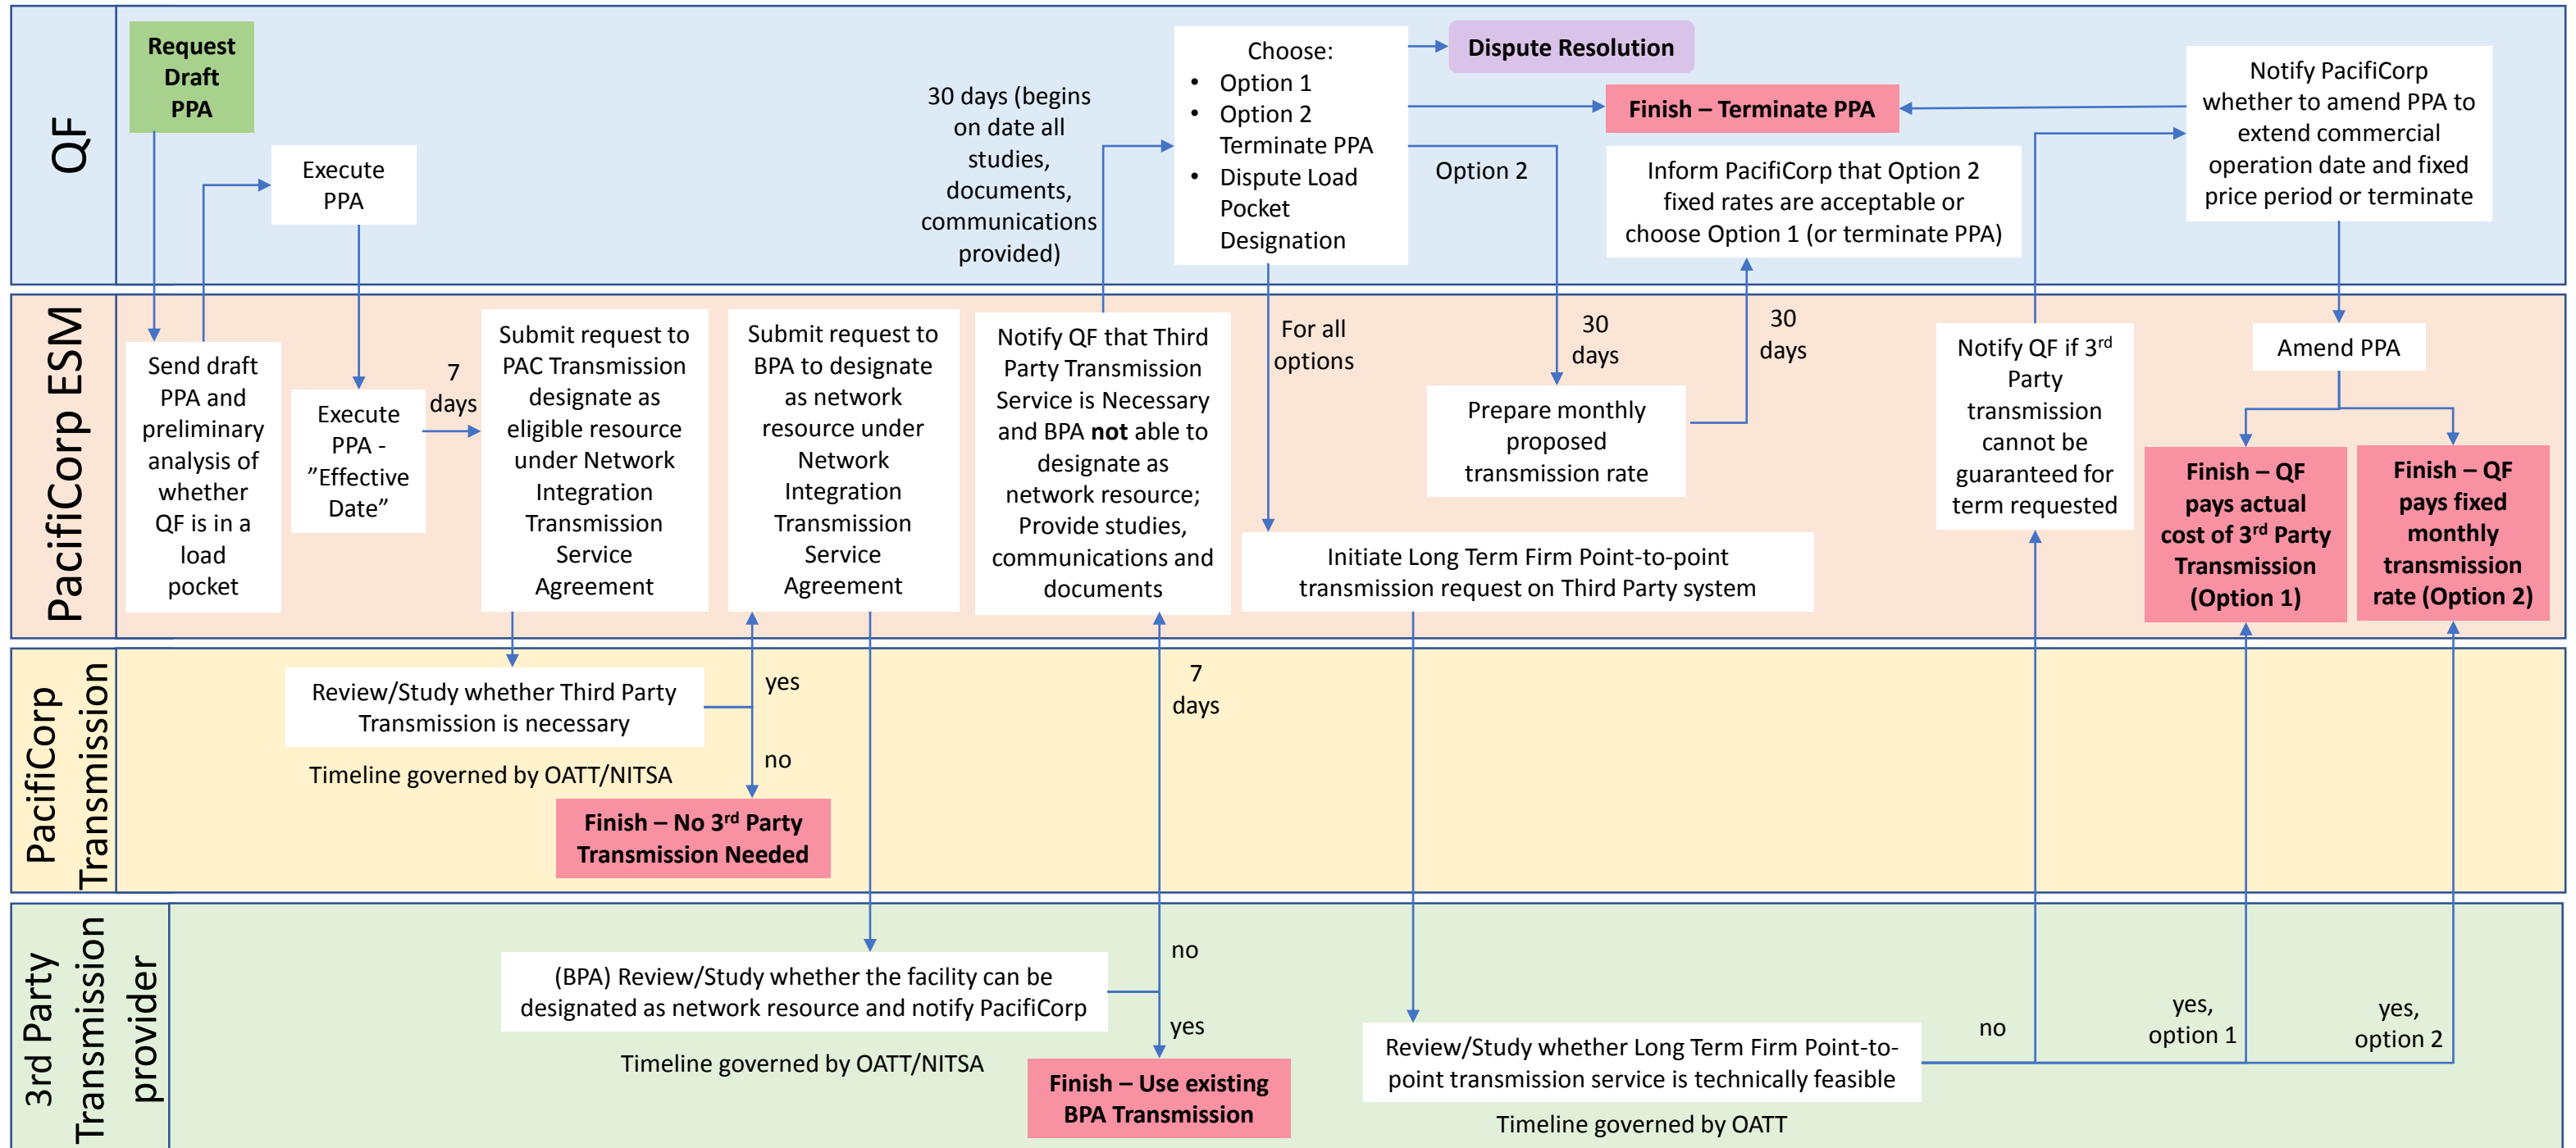 QF
Request
Draft
PPA
Execute
PPA
30 days (begins
on date all
studies,
documents,
communications
provided)
Choose:
• Option 1
• Option 2
Terminate PPA
• Dispute Load
Pocket
Designation
Dispute Resolution
Finish – Terminate PPA
Option 2
Inform PacifiCorp that Option 2
fixed rates are acceptable or
choose Option 1 (or terminate PPA)
Notify PacifiCorp
whether to amend PPA to
extend commercial
operation date and fixed
price period or terminate
PacifiCorp ESM
Send draft
PPA and
preliminary
analysis of
whether
QF is in a
load
pocket
Execute
PPA -
”Effective
Date”
7
days
Submit request to
PAC Transmission
designate as
eligible resource
under Network
Integration
Transmission
Service
Agreement
Submit request to
BPA to designate
as network
resource under
Network
Integration
Transmission
Service
Agreement
Notify QF that Third
Party Transmission
Service is Necessary
and BPA not able to
designate as
network resource;
Provide studies,
communications and
documents
For all
options
30
days
Prepare monthly
proposed
transmission rate
30
days
Initiate Long Term Firm Point-to-point
transmission request on Third Party system
Notify QF if 3rd
Party
transmission
cannot be
guaranteed for
term requested
Amend PPA
Finish – QF
pays actual
cost of 3rd Party
Transmission
(Option 1)
Finish – QF
pays fixed
monthly
transmission
rate (Option 2)
PacifiCorp
Transmission
Review/Study whether Third Party
Transmission is necessary
Timeline governed by OATT/NITSA
yes
no
Finish – No 3rd Party
Transmission Needed
7
days
3rd Party
Transmission
provider
(BPA) Review/Study whether the facility can be
designated as network resource and notify PacifiCorp
Timeline governed by OATT/NITSA
no
yes
Finish – Use existing
BPA Transmission
Review/Study whether Long Term Firm Point-to-
point transmission service is technically feasible
Timeline governed by OATT
no
yes,
option 1
yes,
option 2